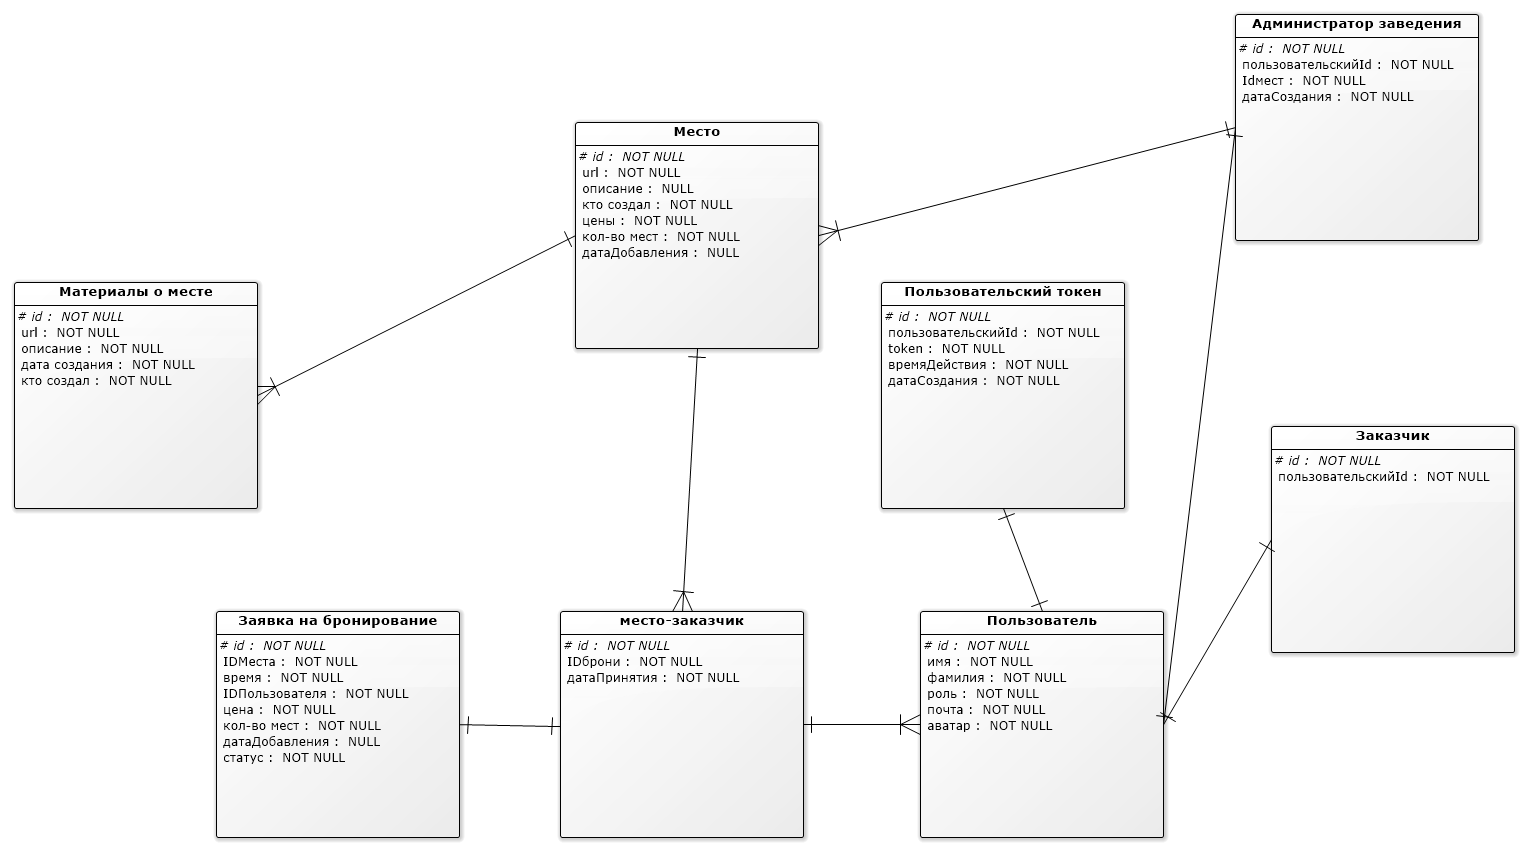 Администратор заведения
# id : NOT NULL
пользовательскийId : NOT NULL
Idмест : NOT NULL
датаСоздания : NOT NULL
Место
# id : NOT NULL
url : NOT NULL
описание : NULL
кто создал : NOT NULL
цены : NOT NULL
кол-во мест : NOT NULL
датаДобавления : NULL
Материалы о месте
# id : NOT NULL
url : NOT NULL
описание : NOT NULL
дата создания : NOT NULL
кто создал : NOT NULL
Пользовательский токен
# id : NOT NULL
пользовательскийId : NOT NULL
token : NOT NULL
времяДействия : NOT NULL
датаСоздания : NOT NULL
Заказчик
# id : NOT NULL
пользовательскийId : NOT NULL
Заявка на бронирование
# id : NOT NULL
IDМеста : NOT NULL
время : NOT NULL
IDПользователя : NOT NULL
цена : NOT NULL
кол-во мест : NOT NULL
датаДобавления : NULL
статус : NOT NULL
место-заказчик
# id : NOT NULL
IDброни : NOT NULL
датаПринятия : NOT NULL
Пользователь
# id : NOT NULL
имя : NOT NULL
фамилия : NOT NULL
роль : NOT NULL
почта : NOT NULL
аватар : NOT NULL